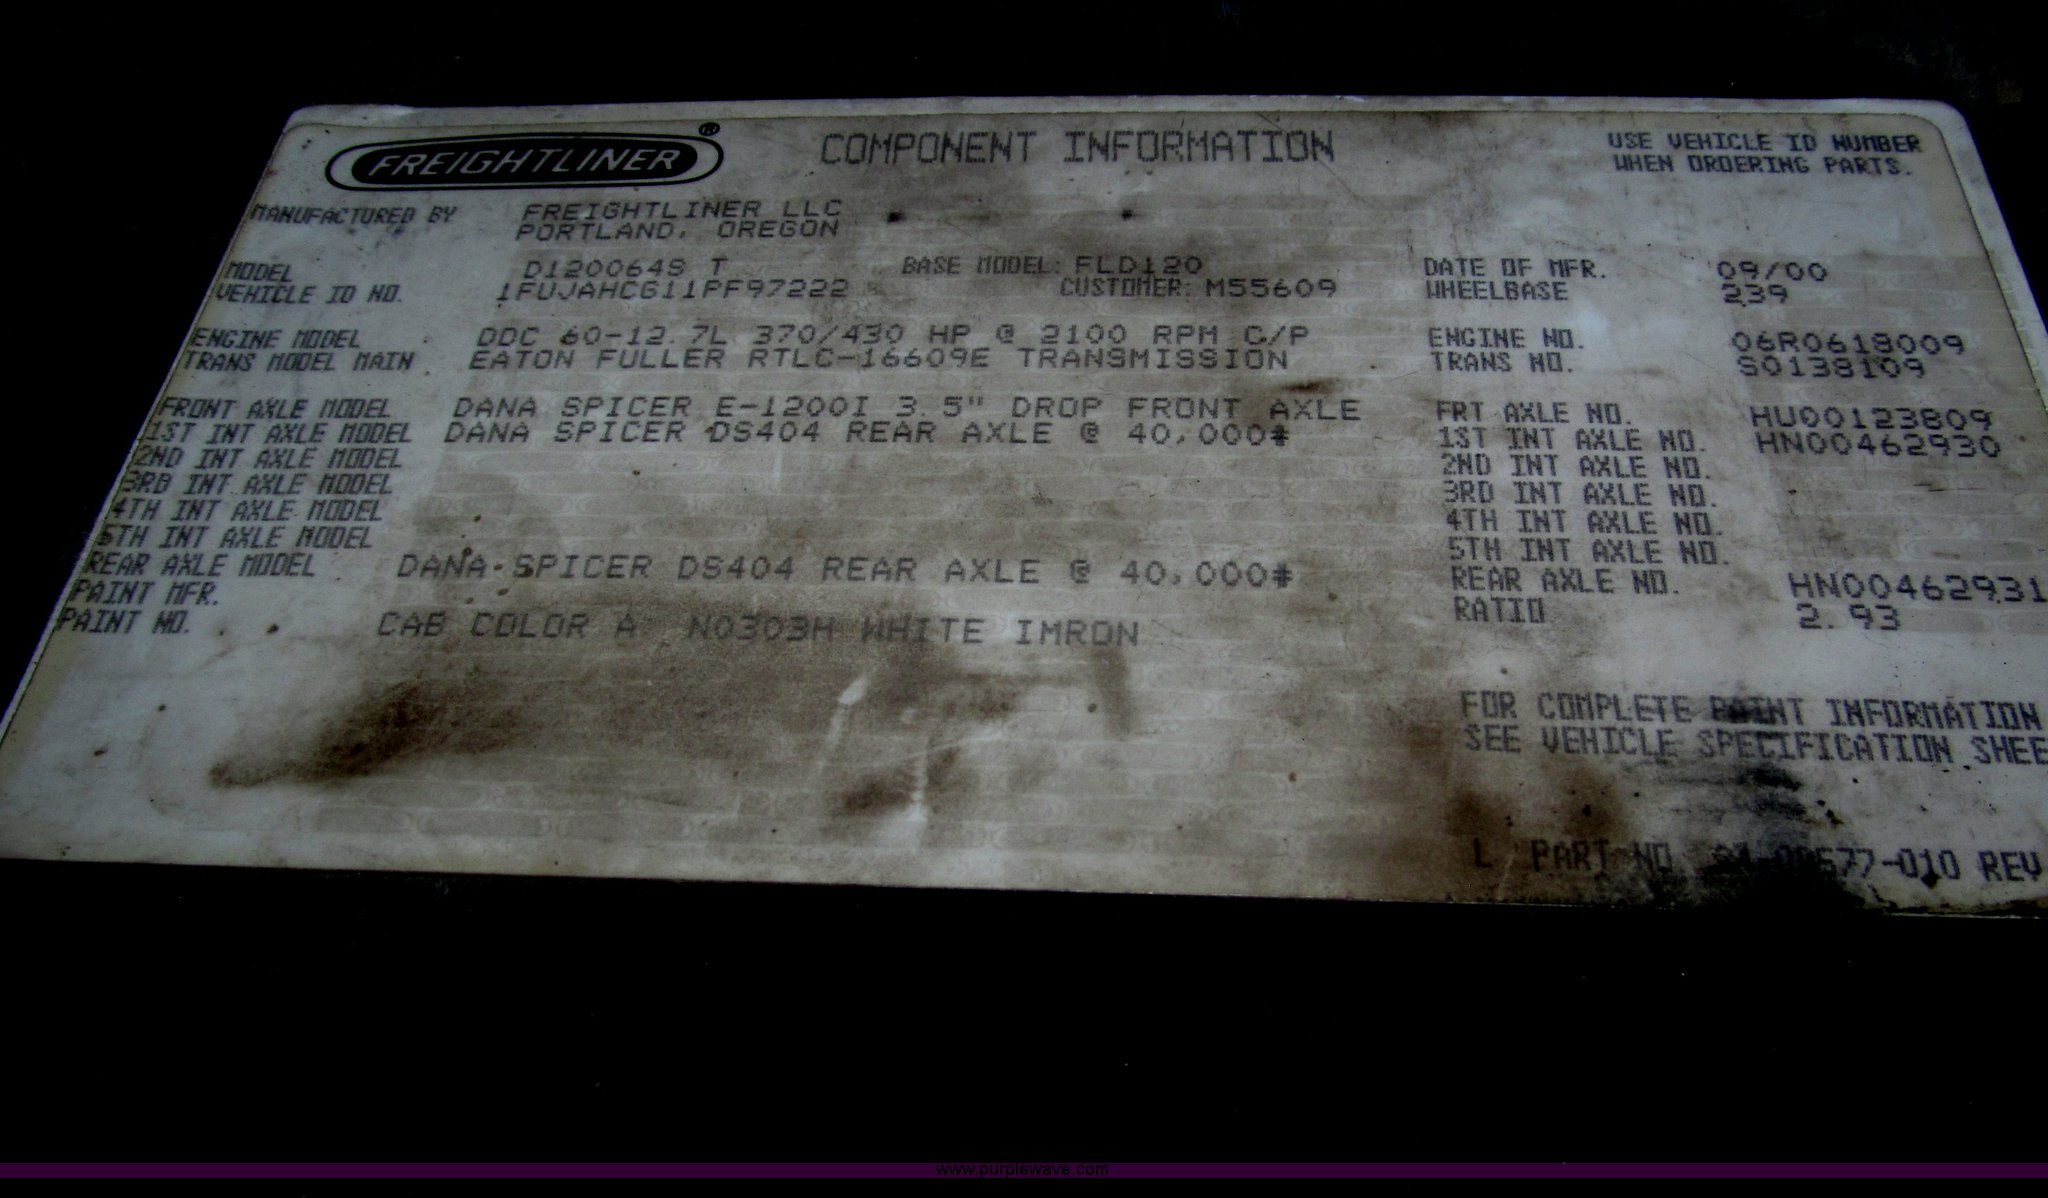 FREIGHTLINER ®
COMPONENT INFORMATION
USE VEHICLE ID NUMBER
WHEN ORDERING PARTS.
MANUFACTURED BY FREIGHTLINER LLC
PORTLAND, OREGON
MODEL D120064S T BASE MODEL: FLD120 DATE OF MFR. 09/00
VEHICLE ID NO. 1FUJAHCG11PF97222 CUSTOMER: M55609 WHEELBASE 239
ENGINE MODEL DDC 60-12.7L 370/430 HP @ 2100 RPM C/P ENGINE NO. 06R0618009
TRANS MODEL MAIN EATON FULLER RTLC-16609E TRANSMISSION TRANS NO. S0138109
FRONT AXLE MODEL DANA SPICER E-1200I 3.5" DROP FRONT AXLE FRT AXLE NO. HU00123809
1ST INT AXLE MODEL DANA SPICER DS404 REAR AXLE @ 40,000# 1ST INT AXLE NO. HN00462930
2ND INT AXLE MODEL 2ND INT AXLE NO.
3RD INT AXLE MODEL 3RD INT AXLE NO.
4TH INT AXLE MODEL 4TH INT AXLE NO.
5TH INT AXLE MODEL 5TH INT AXLE NO.
REAR AXLE MODEL DANA SPICER DS404 REAR AXLE @ 40,000# REAR AXLE NO. HN00462931
PAINT MFR. RATIO 2.93
PAINT NO. CAB COLOR A N0303H WHITE IMRON
FOR COMPLETE PAINT INFORMATION
SEE VEHICLE SPECIFICATION SHEE
PART NO. REV
www.purplewave.com